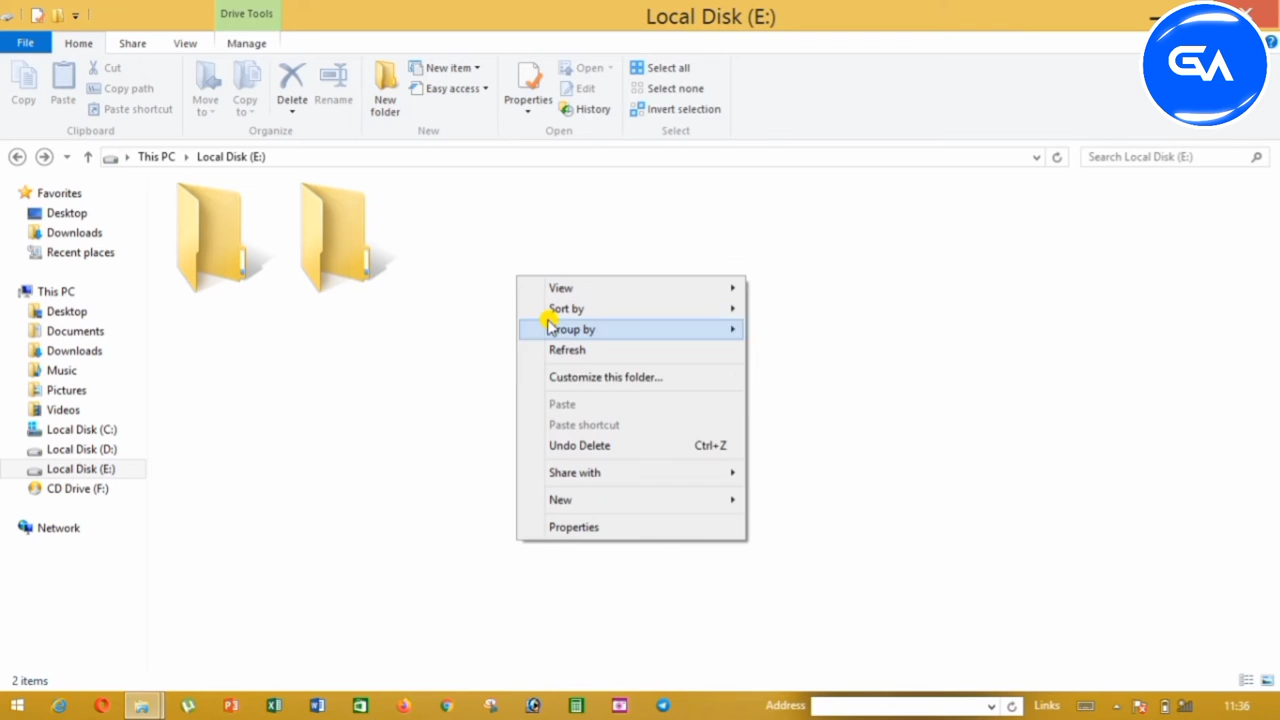 Drive Tools
Local Disk (E:)
File
Home
Share
View
Manage
Copy
Paste
Cut
Copy path
Paste shortcut
Clipboard
Move to
Copy to
Delete
Rename
Organize
New folder
New item
Easy access
New
Properties
Open
Edit
History
Open
Select all
Select none
Invert selection
Select
GA
This PC
Local Disk (E:)
Search Local Disk (E:)
Favorites
Desktop
Downloads
Recent places
This PC
Desktop
Documents
Downloads
Music
Pictures
Videos
Local Disk (C:)
Local Disk (D:)
Local Disk (E:)
CD Drive (F:)
Network
View
Sort by
Group by
Refresh
Customize this folder...
Paste
Paste shortcut
Undo Delete Ctrl+Z
Share with
New
Properties
2 items
Address
Links
11:36